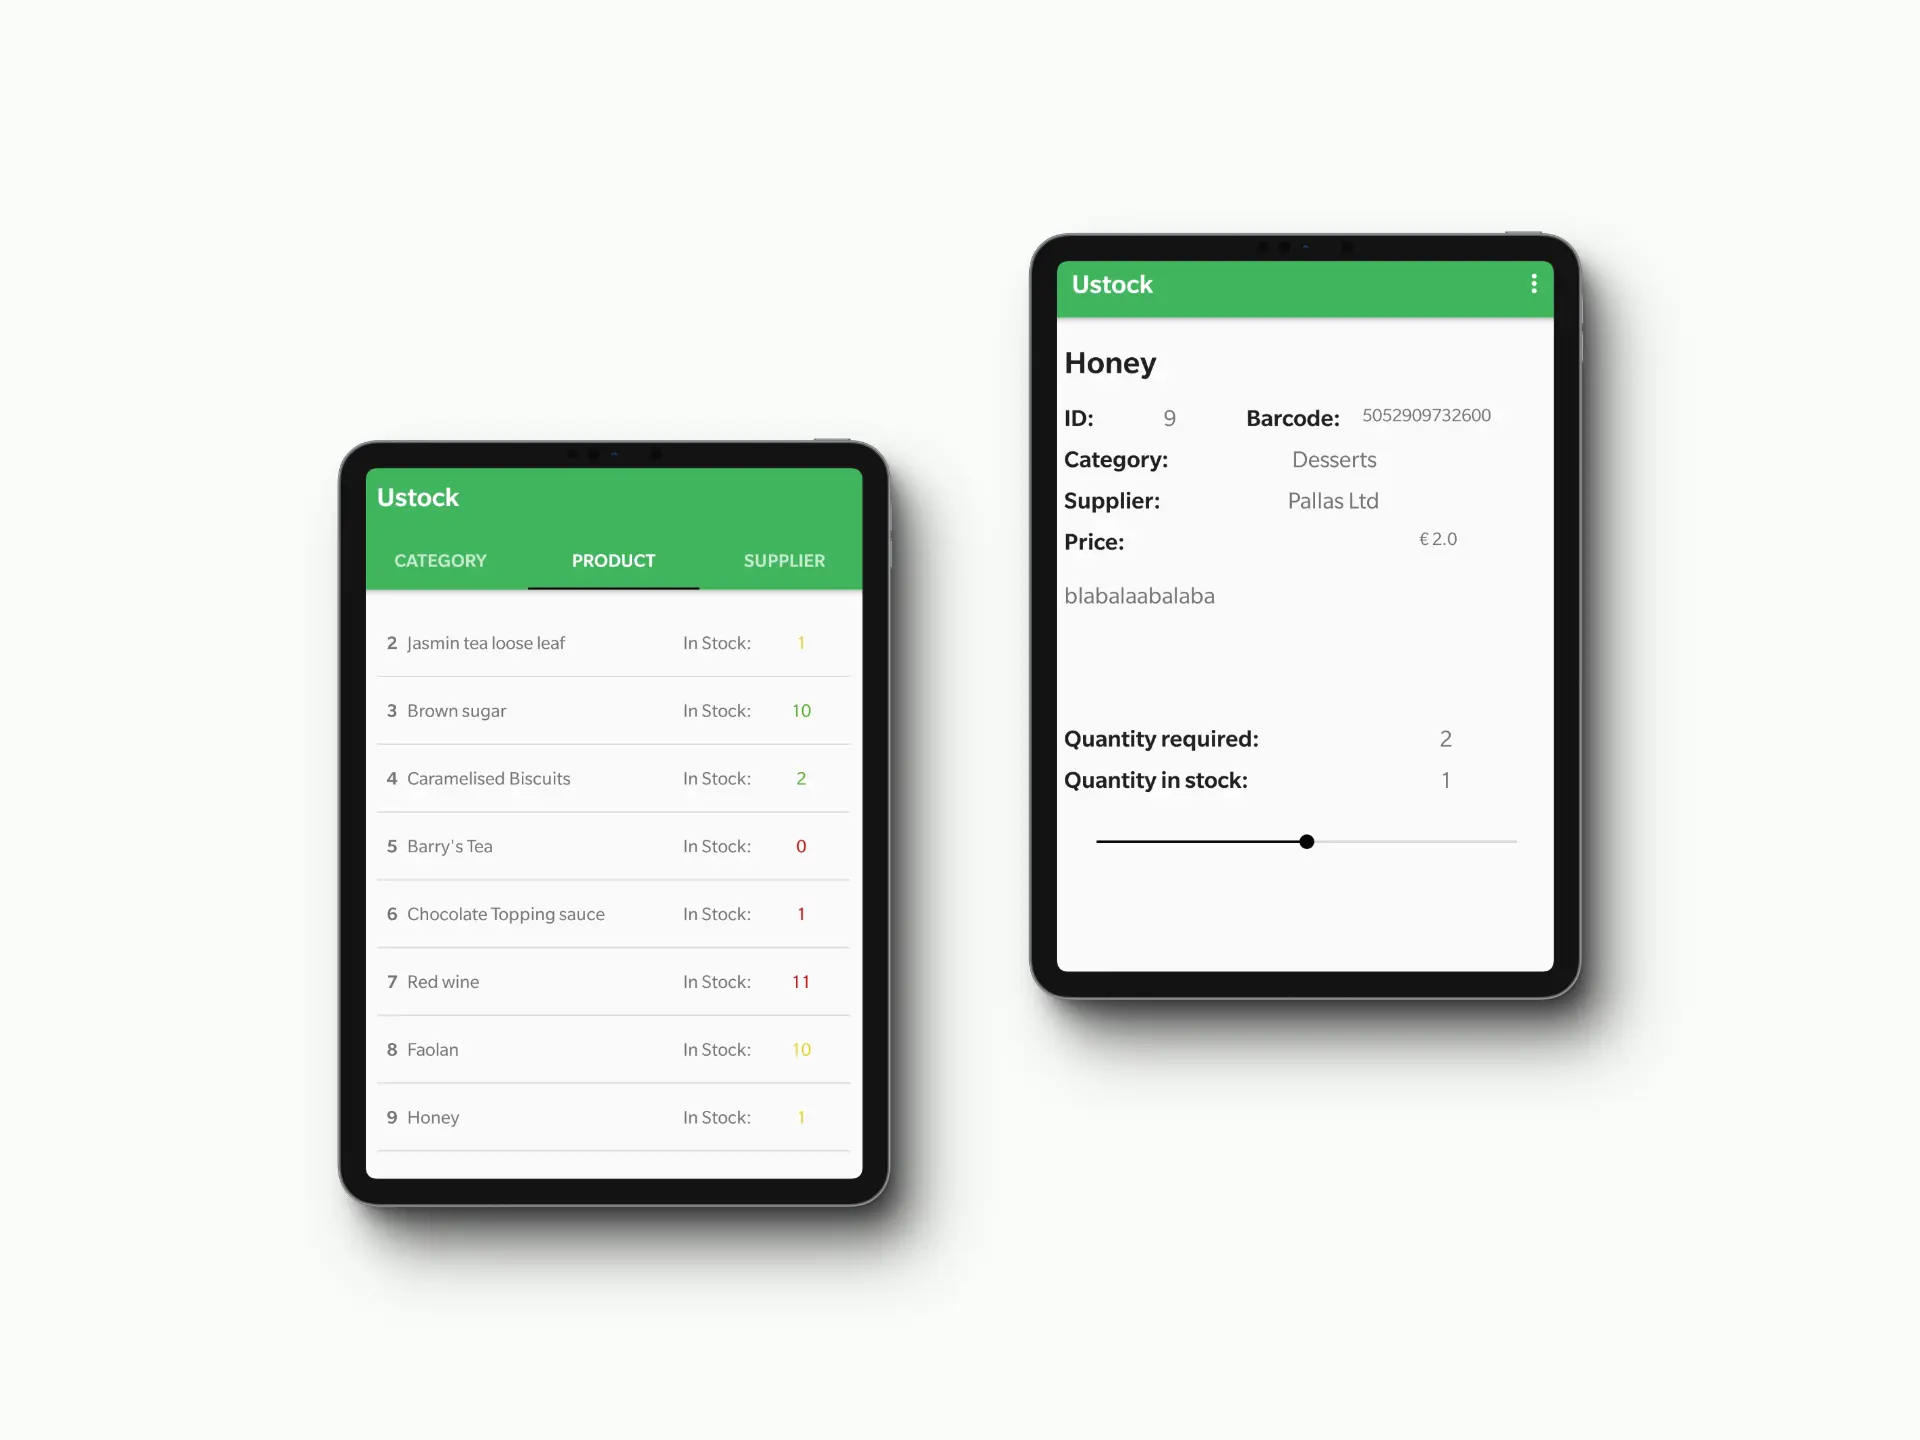 Ustock
CATEGORY PRODUCT SUPPLIER
2 Jasmin tea loose leaf In Stock: 1
3 Brown sugar In Stock: 10
4 Caramelised Biscuits In Stock: 2
5 Barry's Tea In Stock: 0
6 Chocolate Topping sauce In Stock: 1
7 Red wine In Stock: 11
8 Faolan In Stock: 10
9 Honey In Stock: 1
Ustock
Honey
ID: 9 Barcode: 5052909732600
Category: Desserts
Supplier: Pallas Ltd
Price: € 2.0
blabalaabalaba
Quantity required: 2
Quantity in stock: 1